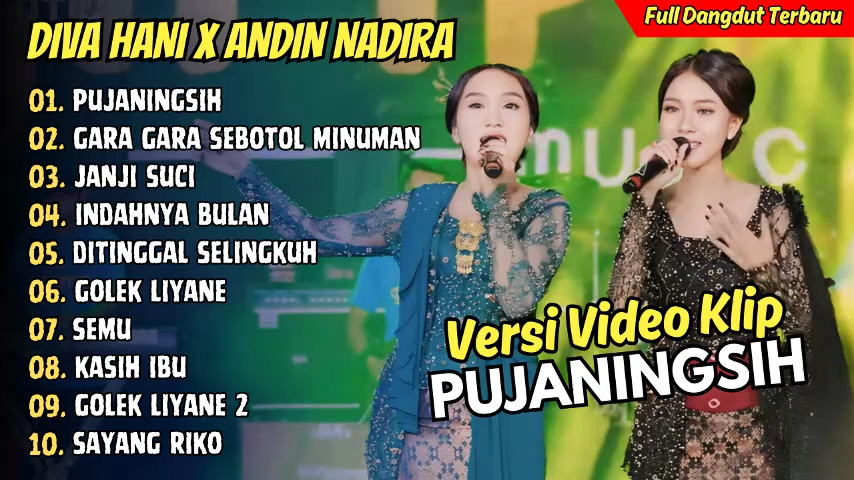 Full Dangdut Terbaru
DIVA HANI X ANDIN NADIRA
01. PUJANINGSIH
02. GARA GARA SEBOTOL MINUMAN
03. JANJI SUCI
04. INDAHNYA BULAN
05. DITINGGAL SELINGKUH
06. GOLEK LIYANE
07. SEMU
08. KASIH IBU
09. GOLEK LIYANE 2
10. SAYANG RIKO
music
Versi Video Klip
PUJANINGSIH